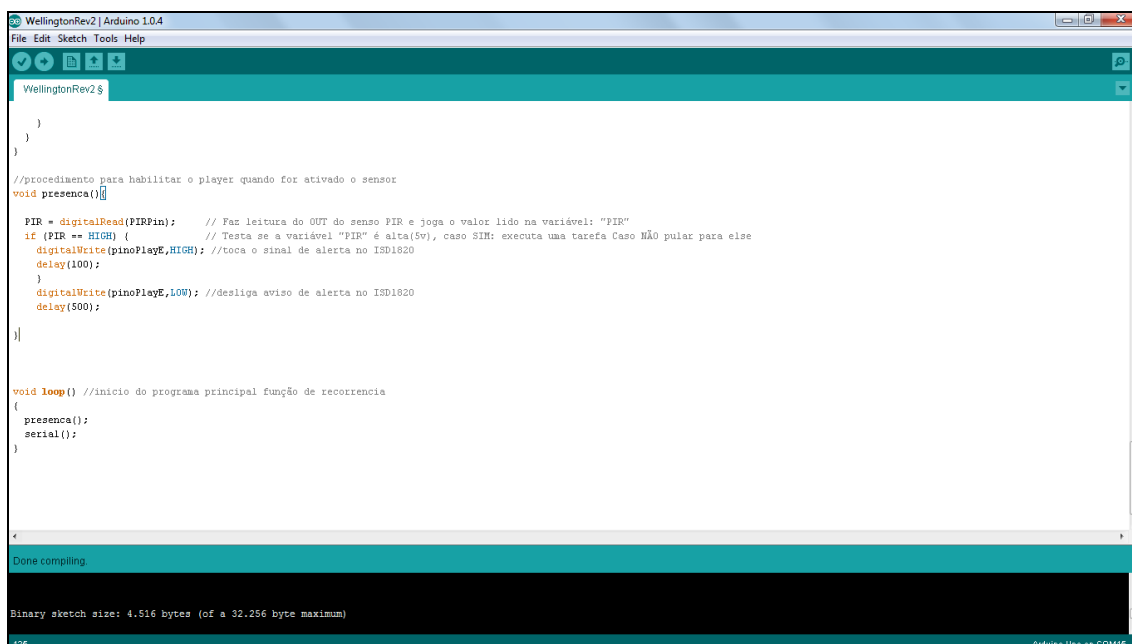 WellingtonRev2 | Arduino 1.0.4
File Edit Sketch Tools Help
WellingtonRev2 §
}
}
}
//procedimento para habilitar o player quando for ativado o sensor
void presenca(){
PIR = digitalRead(PIRPin); // Faz leitura do OUT do senso PIR e joga o valor lido na variável: "PIR"
if (PIR == HIGH) { // Testa se a variável "PIR" é alta(5v), caso SIM: executa uma tarefa Caso NÃO pular para else
digitalWrite(pinoPlayE,HIGH); //toca o sinal de alerta no ISD1820
delay(100);
}
digitalWrite(pinoPlayE,LOW); //desliga aviso de alerta no ISD1820
delay(500);
}
void loop() //inicio do programa principal função de recorrencia
{
presenca();
serial();
}
Done compiling.
Binary sketch size: 4.516 bytes (of a 32.256 byte maximum)